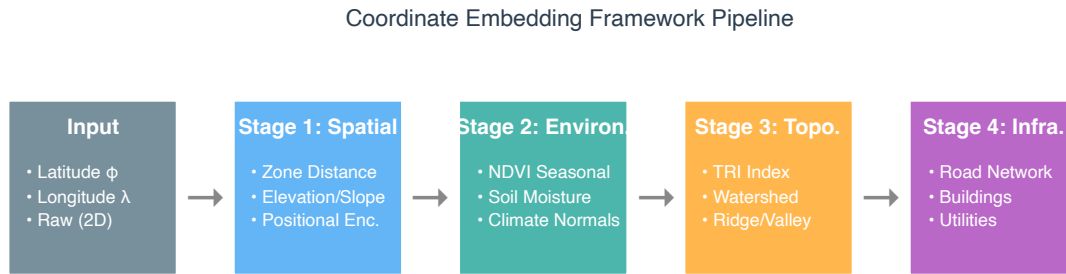 Coordinate Embedding Framework Pipeline
Input
• Latitude φ
• Longitude λ
• Raw (2D)
Stage 1: Spatial
• Zone Distance
• Elevation/Slope
• Positional Enc.
Stage 2: Environ.
• NDVI Seasonal
• Soil Moisture
• Climate Normals
Stage 3: Topo.
• TRI Index
• Watershed
• Ridge/Valley
Stage 4: Infra.
• Road Network
• Buildings
• Utilities